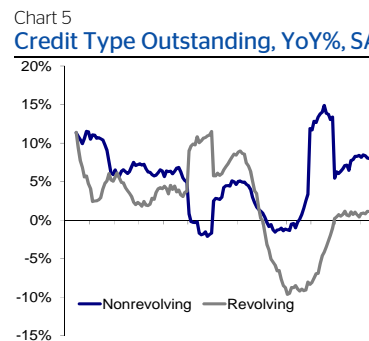 Chart 5
Credit Type Outstanding, YoY%, SA
20%
15%
10%
5%
0%
-5%
-10%
-15%
Nonrevolving Revolving